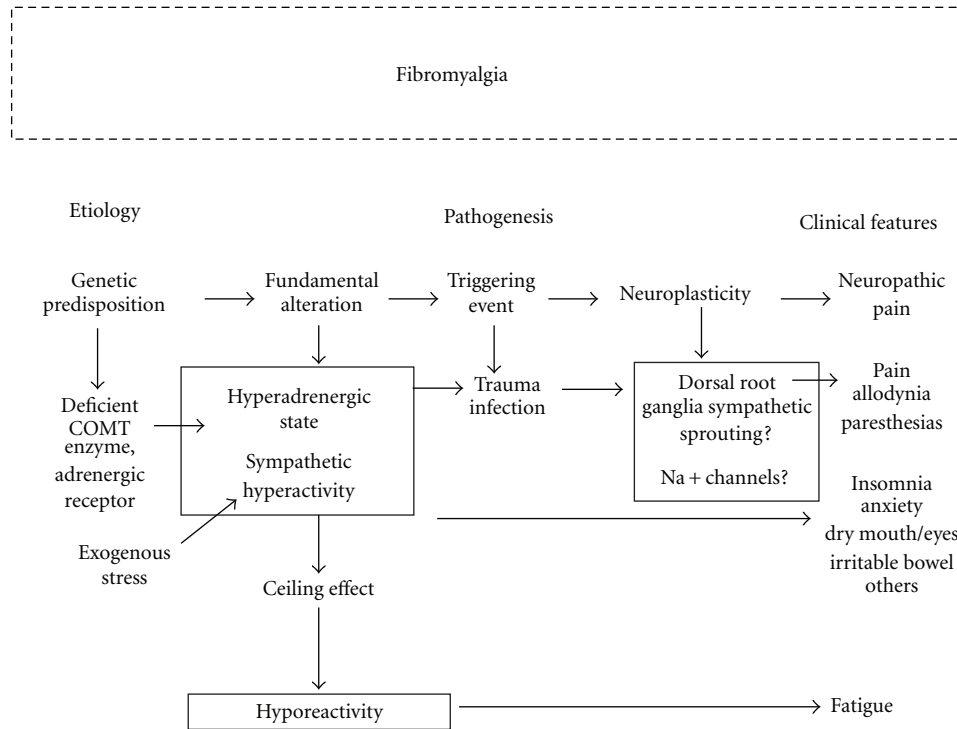 Fibromyalgia
Etiology
Pathogenesis
Clinical features
Genetic
predisposition
Fundamental
alteration
Triggering
event
Neuroplasticity
Neuropathic
pain
Deficient
COMT
enzyme,
adrenergic
receptor
Hyperadrenergic
state
Sympathetic
hyperactivity
Trauma
infection
Dorsal root
ganglia sympathetic
sprouting?
Na + channels?
Pain
allodynia
paresthesias
Insomnia
anxiety
dry mouth/eyes
irritable bowel
others
Exogenous
stress
Ceiling effect
Hyporeactivity
Fatigue